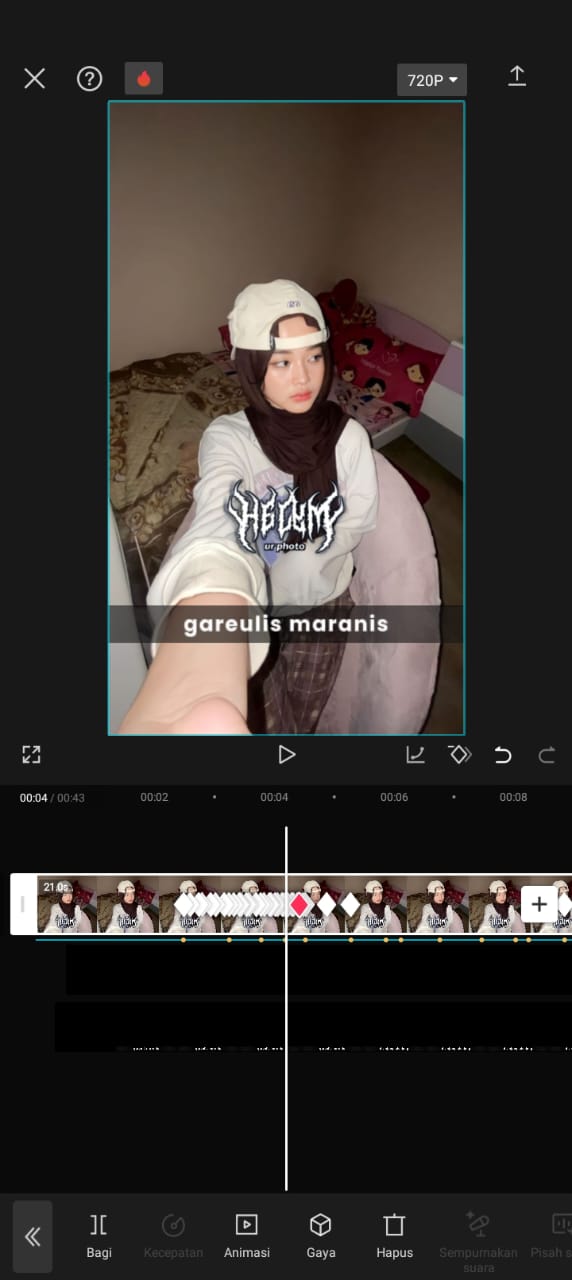 720P
HGCYM
ur photo
gareulis maranis
00:04 / 00:43
00:02
00:04
00:06
00:08
21.0s
Bagi
Kecepatan
Animasi
Gaya
Hapus
Sempurnakan
suara
Pisah s